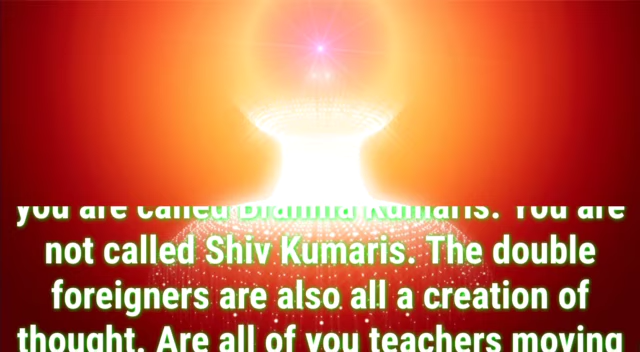 you are called Brahma Kumaris. You are
not called Shiv Kumaris. The double
foreigners are also all a creation of
thought. Are all of you teachers moving